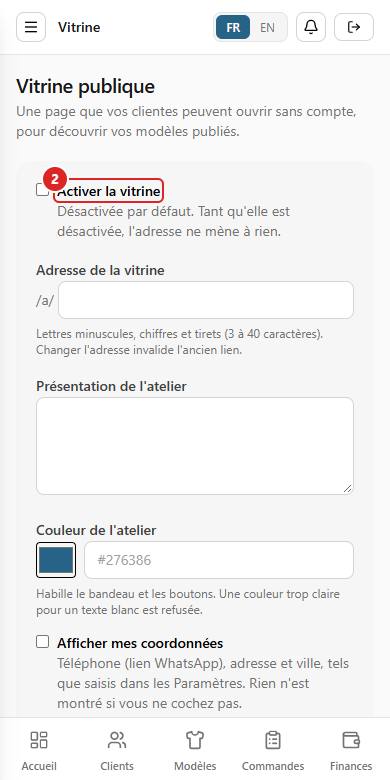 Vitrine
FR EN
Vitrine publique
Une page que vos clientes peuvent ouvrir sans compte,
pour découvrir vos modèles publiés.
2
Activer la vitrine
Désactivée par défaut. Tant qu'elle est
désactivée, l'adresse ne mène à rien.
Adresse de la vitrine
/a/
Lettres minuscules, chiffres et tirets (3 à 40 caractères).
Changer l'adresse invalide l'ancien lien.
Présentation de l'atelier
Couleur de l'atelier
#276386
Habille le bandeau et les boutons. Une couleur trop claire
pour un texte blanc est refusée.
Afficher mes coordonnées
Téléphone (lien WhatsApp), adresse et ville, tels
que saisis dans les Paramètres. Rien n'est
montré si vous ne cochez pas.
Accueil Clients Modèles Commandes Finances